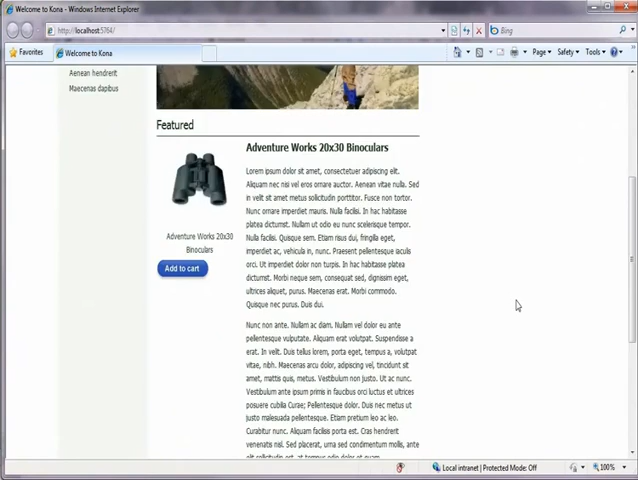 Welcome to Kona - Windows Internet Explorer
http://localhost:5764/
Bing
Favorites
Welcome to Kona
Page
Safety
Tools
Aenean hendrerit
Maecenas dapibus
Featured
Adventure Works 20x30 Binoculars
Lorem ipsum dolor sit amet, consectetuer adipiscing elit.
Aliquam nec nisi vel eros ornare auctor. Aenean vitae nulla. Sed
in velit sit amet metus solicitudin porttitor. Fusce non tortor.
Nunc ornare imperdiet mauris. Nulla facilisi. In hac habitasse
platea dictumst. Nullam ut odio eu nunc scelerisque tempor.
Nulla facilisi. Quisque sem. Etiam risus dui, fringilla eget,
imperdiet ac, vehicula in, nunc. Praesent pellentesque iaculis
orci. Ut imperdiet dolor non turpis. In hac habitasse platea
dictumst. Morbi neque sem, consequat sed, dignissim eget,
ultrices aliquet, purus. Maecenas erat. Morbi commodo.
Quisque nec purus. Duis dui.
Adventure Works 20x30
Binoculars
Add to cart
Nunc non ante. Nullam ac diam. Nullam vel dolor eu ante
pellentesque vulputate. Aliquam erat volutpat. Suspendisse a
erat. In velit. Duis tellus lorem, porta eget, tempus a, volutpat
vitae, nibh. Maecenas arcu dolor, adipiscing vel, tincidunt sit
amet, mattis quis, metus. Vestibulum non justo. Ut ac nunc.
Vestibulum ante ipsum primis in faucibus orci luctus et ultrices
posuere cubilia Curae; Pellentesque dolor. Duis nec metus ut
justo malesuada pellentesque. Etiam pretium leo ac leo.
Curabitur nunc. Aliquam porta est. Cras hendrerit
venenatis nisl. Sed placerat, urna sed condimentum mollis, ante
elit sollicitudin est, at tempus odio diam et quam.
Local intranet | Protected Mode: Off
100%